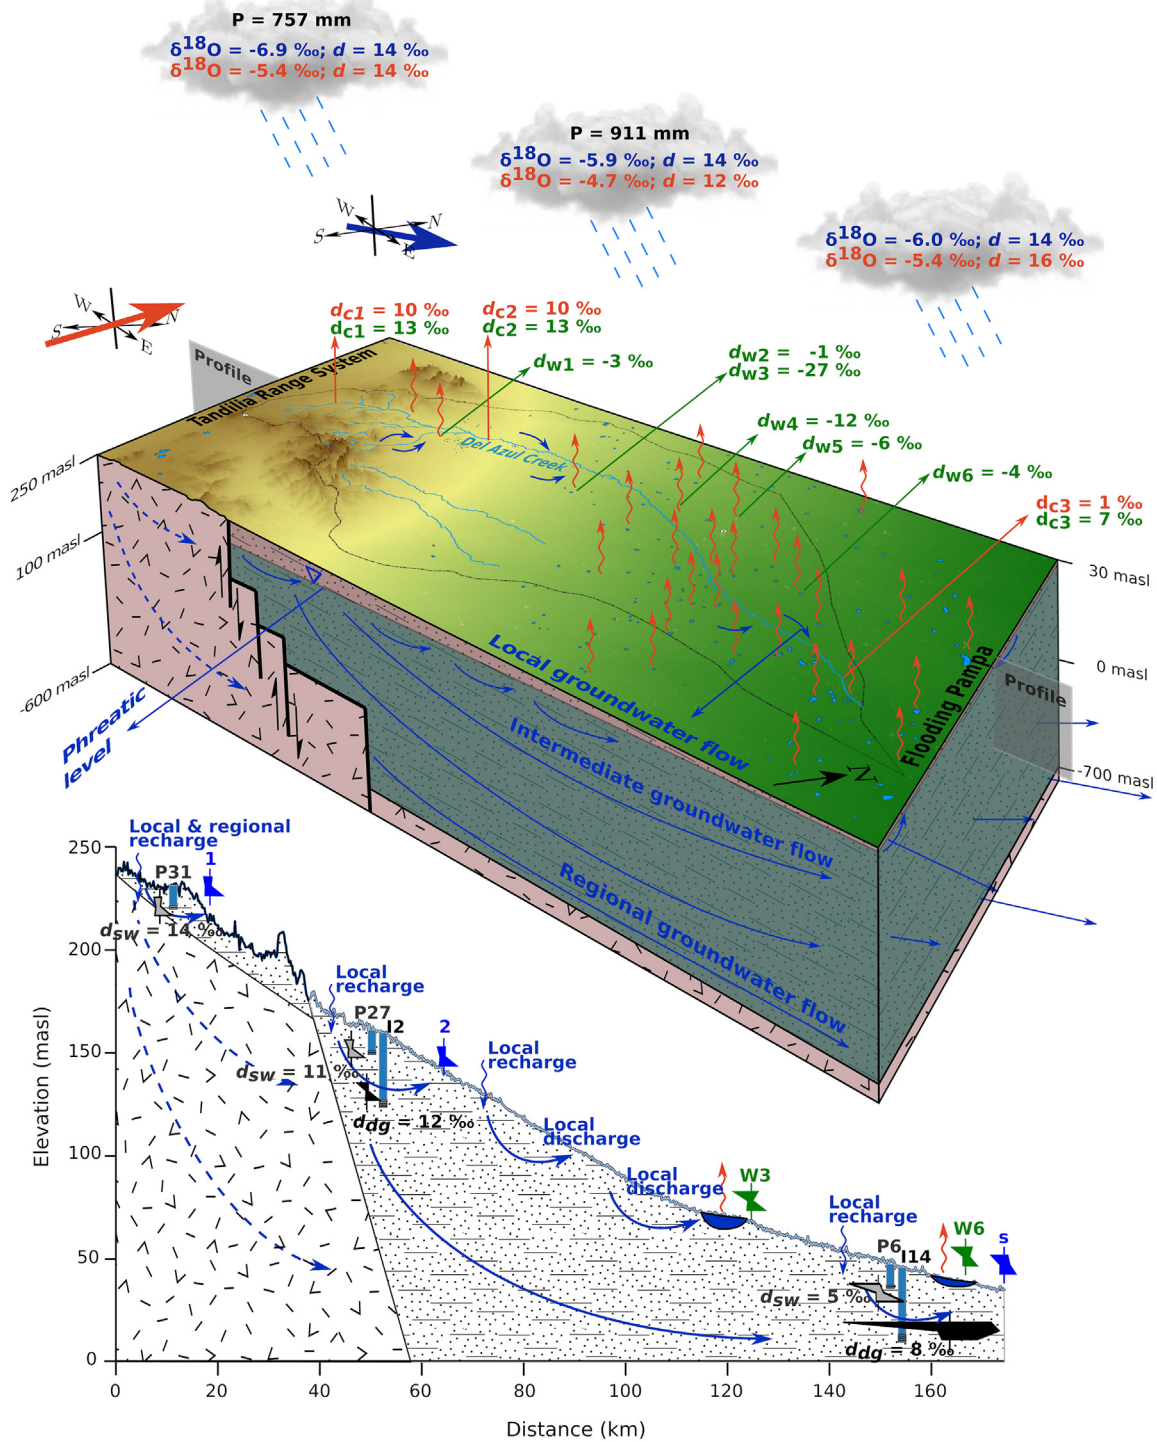 P = 757 mm
δ18O = -6.9 ‰; d = 14 ‰
δ18O = -5.4 ‰; d = 14 ‰
P = 911 mm
δ18O = -5.9 ‰; d = 14 ‰
δ18O = -4.7 ‰; d = 12 ‰
δ18O = -6.0 ‰; d = 14 ‰
δ18O = -5.4 ‰; d = 16 ‰
W
N
S
E
W
N
S
E
dc1 = 10 ‰
dc1 = 13 ‰
dc2 = 10 ‰
dc2 = 13 ‰
dw1 = -3 ‰
dw2 = -1 ‰
dw3 = -27 ‰
dw4 = -12 ‰
dw5 = -6 ‰
dw6 = -4 ‰
dc3 = 1 ‰
dc3 = 7 ‰
Profile
Tandilia Range System
Del Azul Creek
250 masl
100 masl
-600 masl
30 masl
0 masl
-700 masl
Profile
Flooding Pampa
N
Phreatic
level
Local groundwater flow
Intermediate groundwater flow
Regional groundwater flow
Local & regional
recharge
P31
1
dsw = 14 ‰
Local
recharge
P27
I2
2
dsw = 11 ‰
ddg = 12 ‰
Local
recharge
Local
discharge
Local
discharge
W3
Local
recharge
P6
I14
W6
s
dsw = 5 ‰
ddg = 8 ‰
Elevation (masl)
250
200
150
100
50
0
0
20
40
60
80
100
120
140
160
Distance (km)